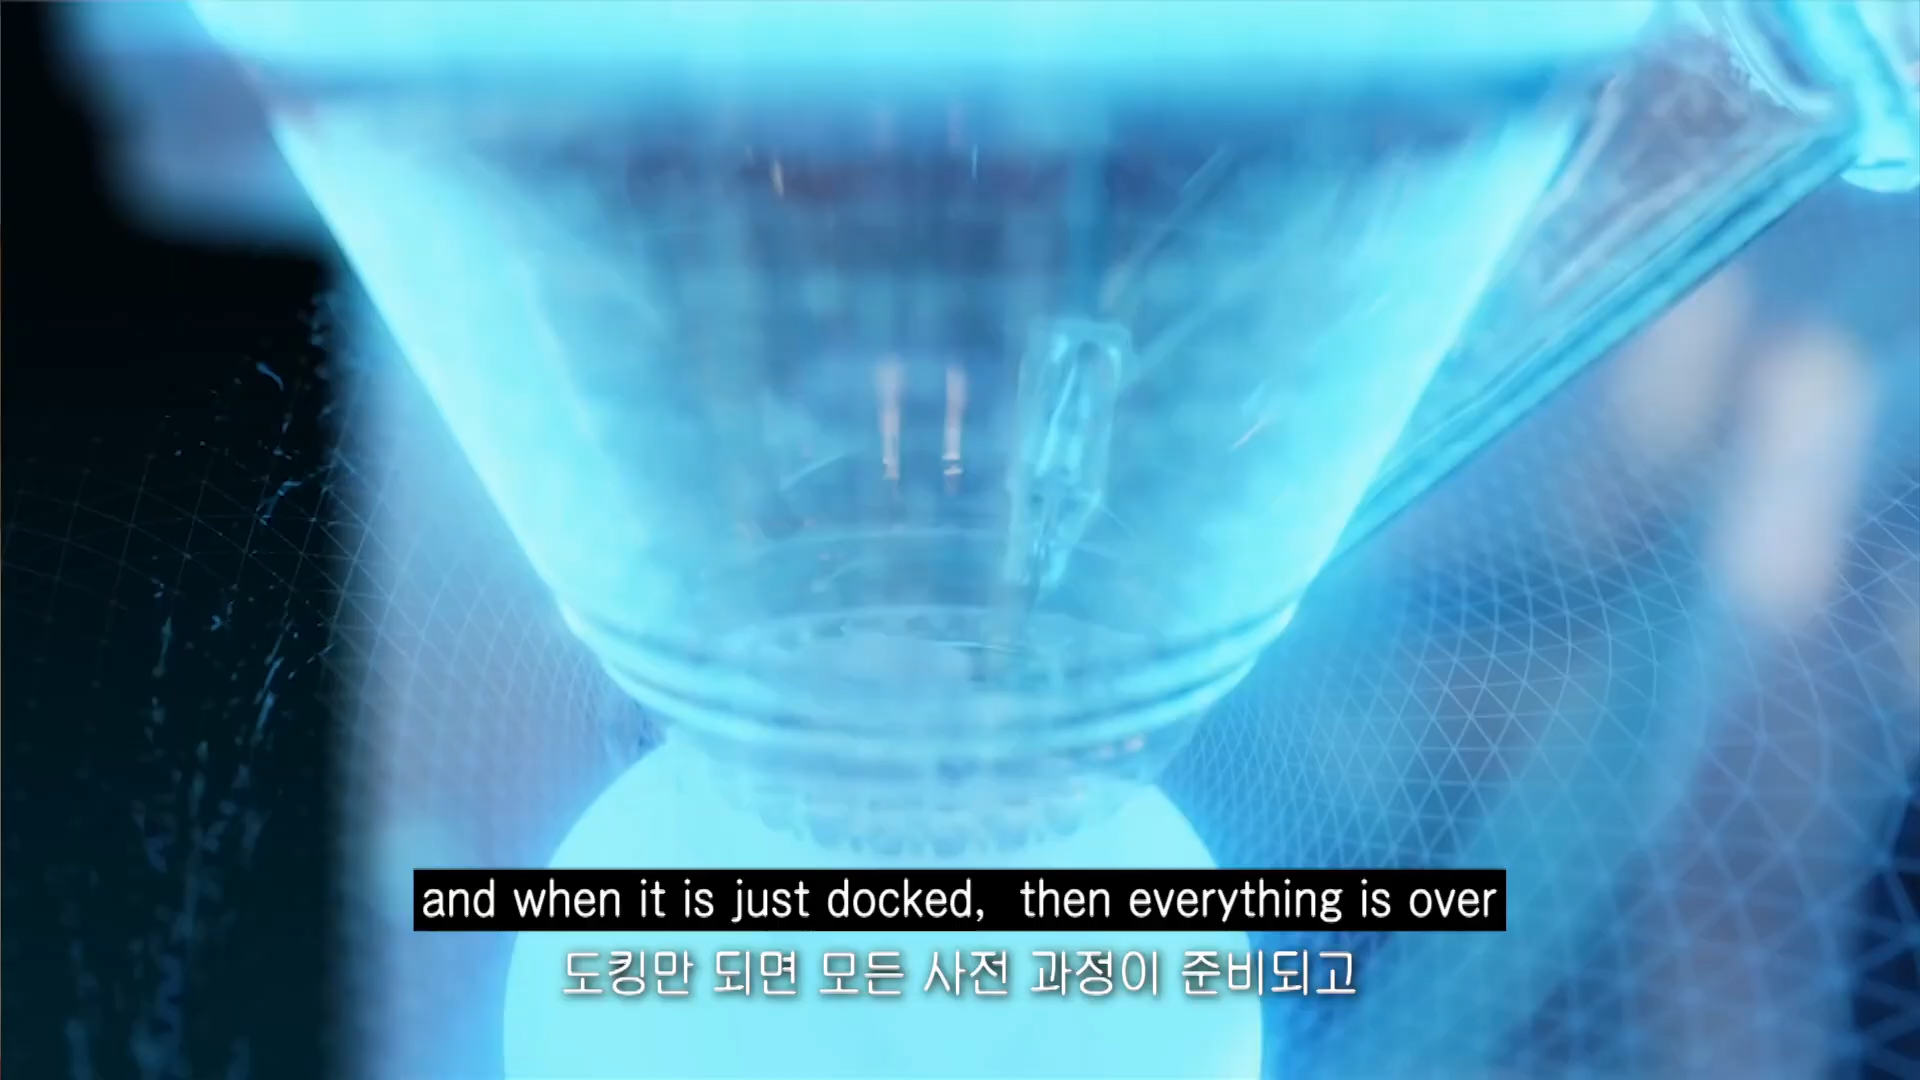 and when it is just docked,  then everything is over
도킹만 되면 모든 사전 과정이 준비되고